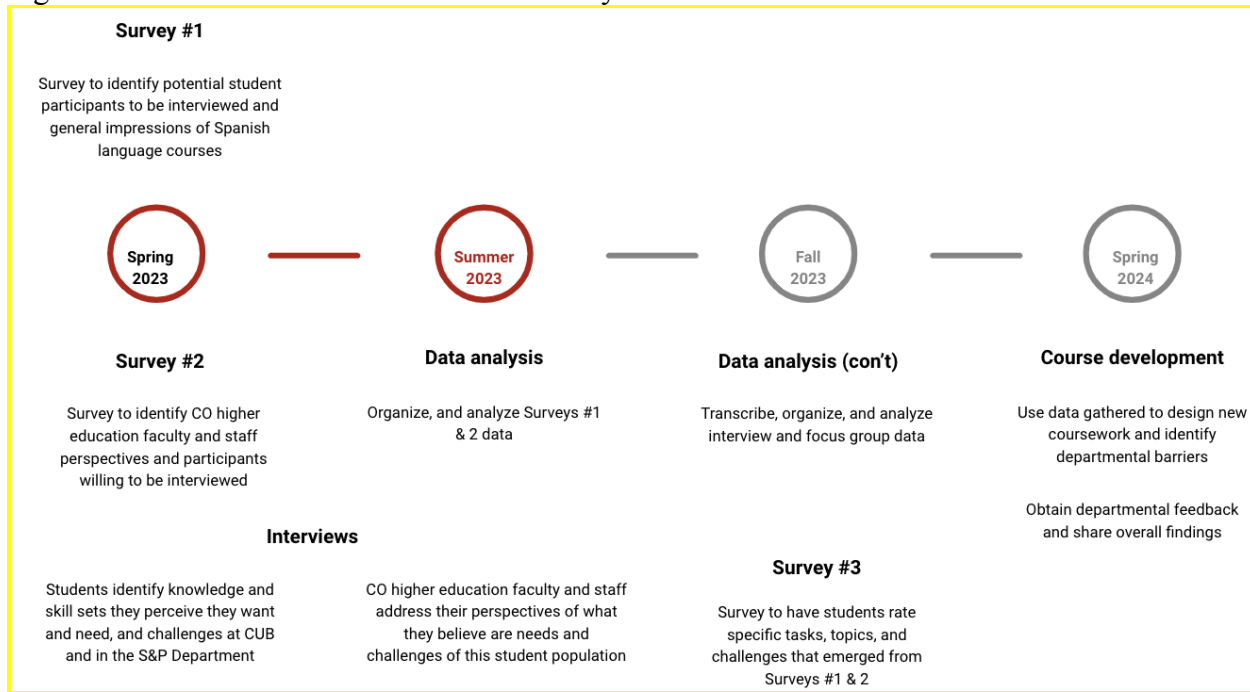 Survey #1
Survey to identify potential student
participants to be interviewed and
general impressions of Spanish
language courses
Spring
2023
Summer
2023
Fall
2023
Spring
2024
Survey #2
Survey to identify CO higher
education faculty and staff
perspectives and participants
willing to be interviewed
Data analysis
Organize, and analyze Surveys #1
& 2 data
Data analysis (con't)
Transcribe, organize, and analyze
interview and focus group data
Course development
Use data gathered to design new
coursework and identify
departmental barriers
Obtain departmental feedback
and share overall findings
Interviews
Students identify knowledge and
skill sets they perceive they want
and need, and challenges at CUB
and in the S&P Department
CO higher education faculty and staff
address their perspectives of what
they believe are needs and
challenges of this student population
Survey #3
Survey to have students rate
specific tasks, topics, and
challenges that emerged from
Surveys #1 & 2